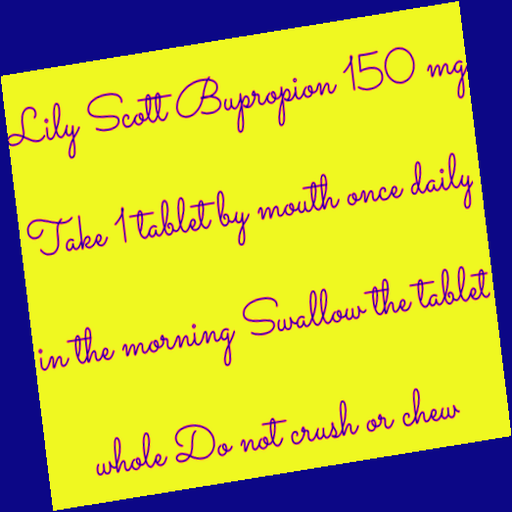 Lily Scott Bupropion 150 mg
Take 1 tablet by mouth once daily
in the morning Swallow the tablet
whole Do not crush or chew